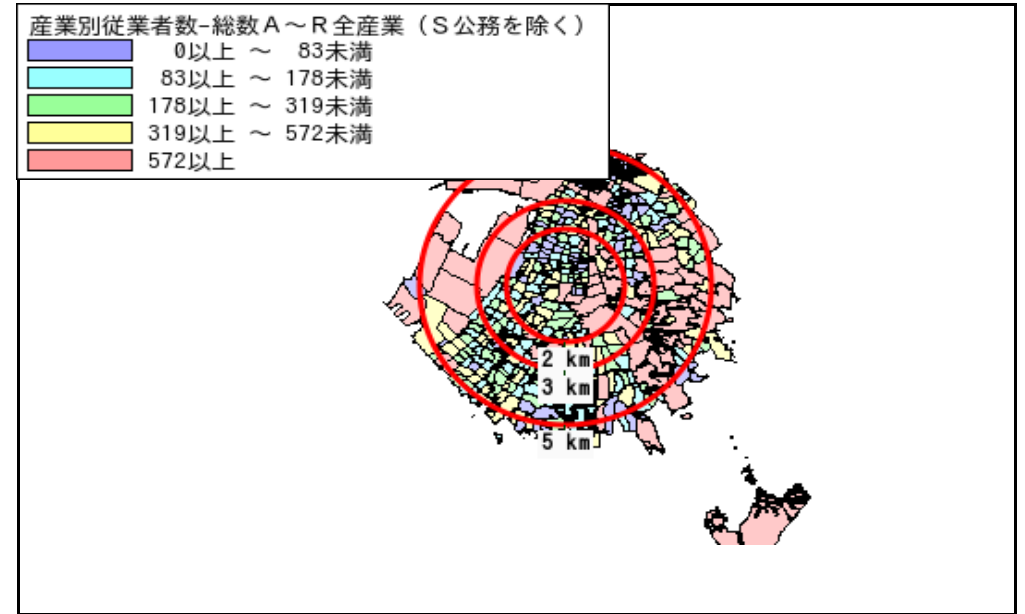 産業別従業者数-総数A~R全産業(S公務を除く)
0以上 ~ 83未満
83以上 ~ 178未満
178以上 ~ 319未満
319以上 ~ 572未満
572以上
2 km
3 km
5 km